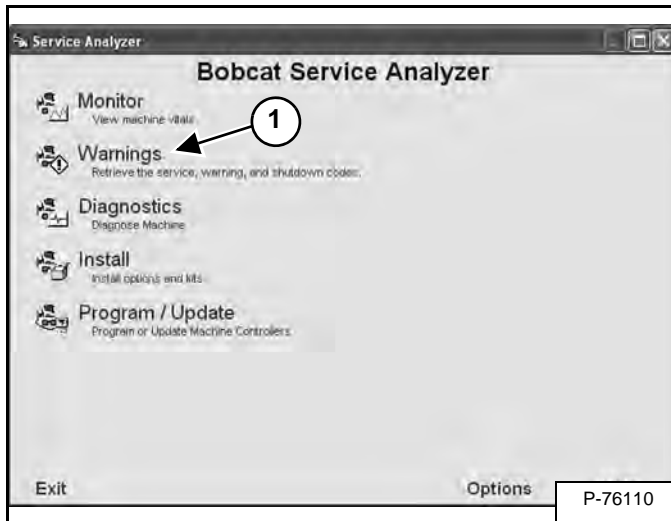 Service Analyzer
Bobcat Service Analyzer
Monitor
View machine vitals
1
Warnings
Retrieve the service, warning, and shutdown codes.
Diagnostics
Diagnose Machine
Install
Install options and kits
Program / Update
Program or Update Machine Controllers
Exit
Options
P-76110